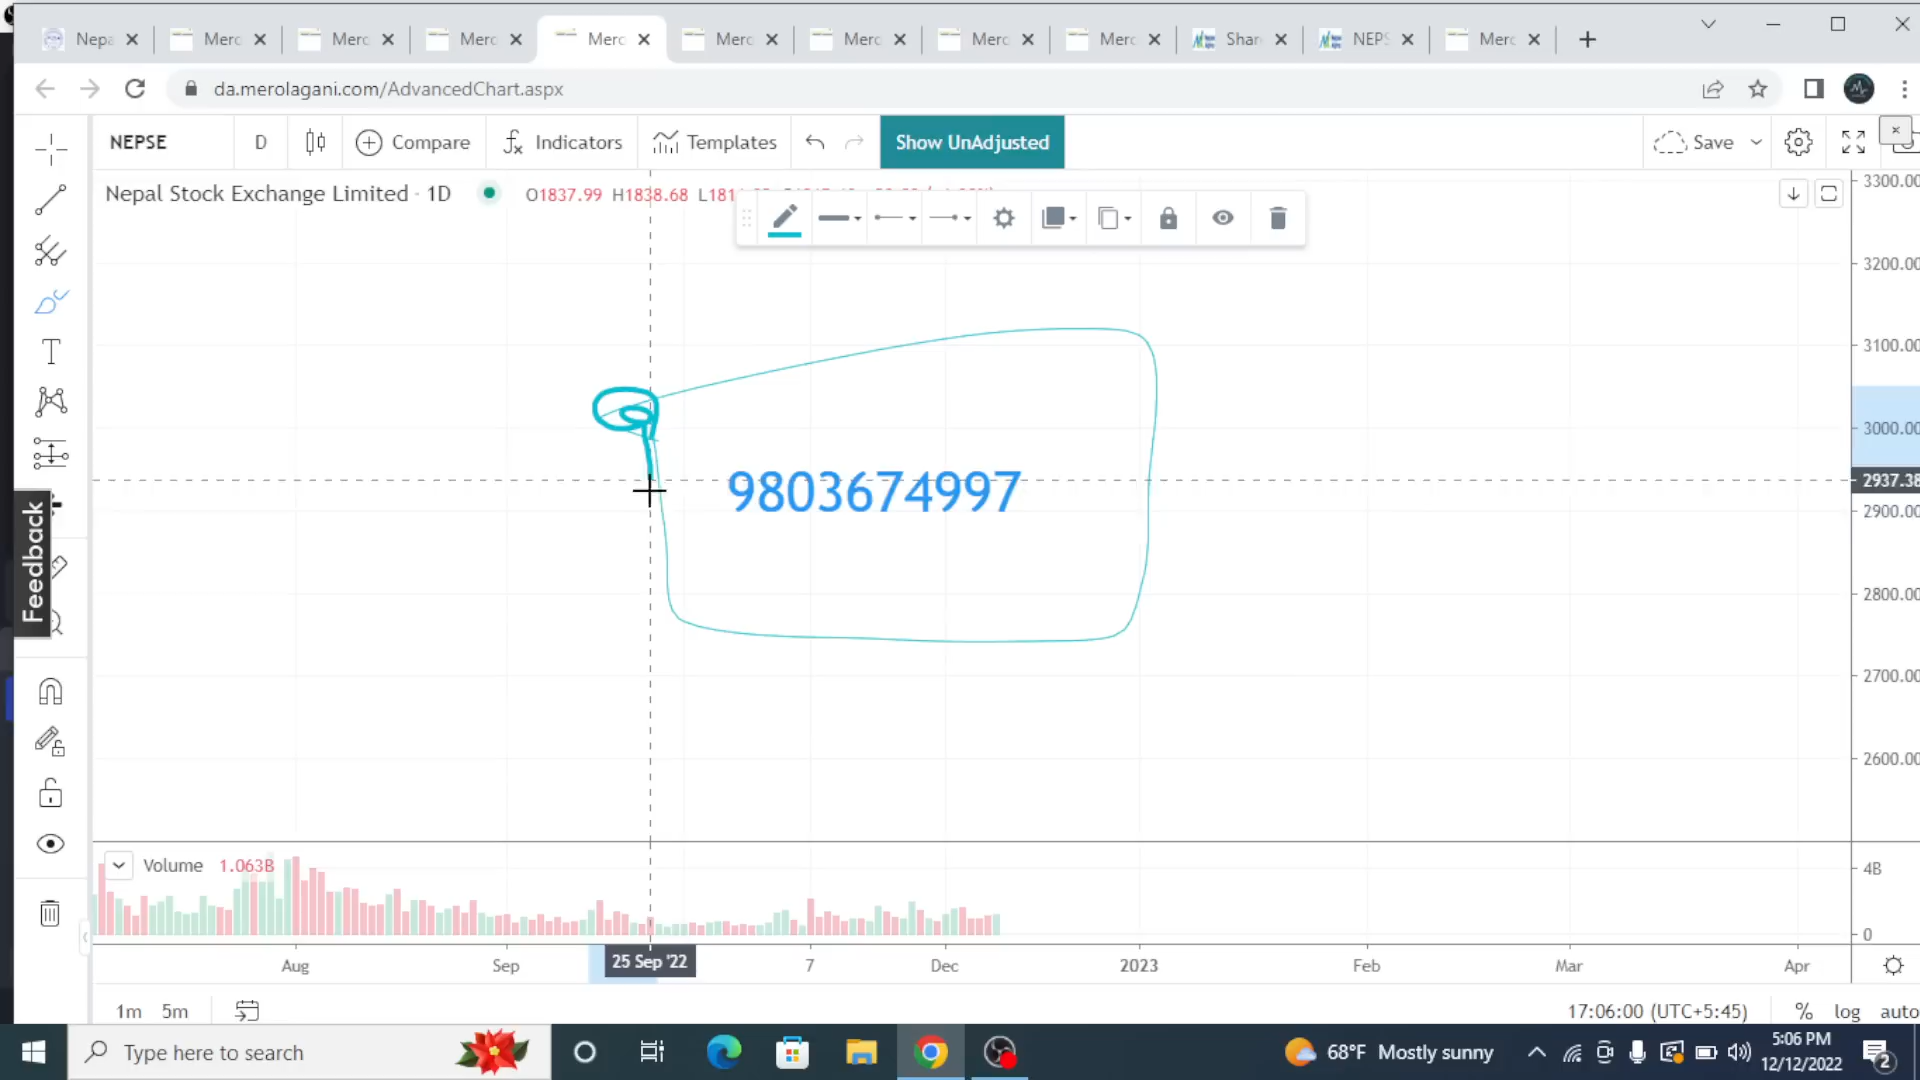 Nepa
Merc
Merc
Merc
Merc
Merc
Merc
Merc
Merc
Shar
NEPS
Merc
da.merolagani.com/AdvancedChart.aspx
NEPSE
D
Compare
Indicators
Templates
Show UnAdjusted
Save
Nepal Stock Exchange Limited · 1D
O1837.99 H1838.68
3300.00
3200.00
3100.00
3000.00
2937.38
2900.00
2800.00
2700.00
2600.00
9803674997
Feedback
Volume 1.063B
4B
0
Aug
Sep
25 Sep '22
7
Dec
2023
Feb
Mar
Apr
1m
5m
17:06:00 (UTC+5:45)
%
log
auto
Type here to search
68°F Mostly sunny
5:06 PM
12/12/2022
2